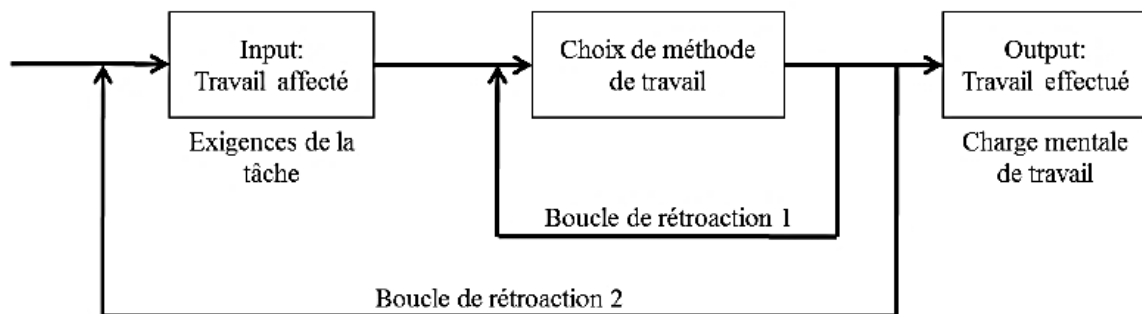 Input:
Travail affecté
Exigences de la
tâche
Choix de méthode
de travail
Output:
Travail effectué
Charge mentale
de travail
Boucle de rétroaction 1
Boucle de rétroaction 2